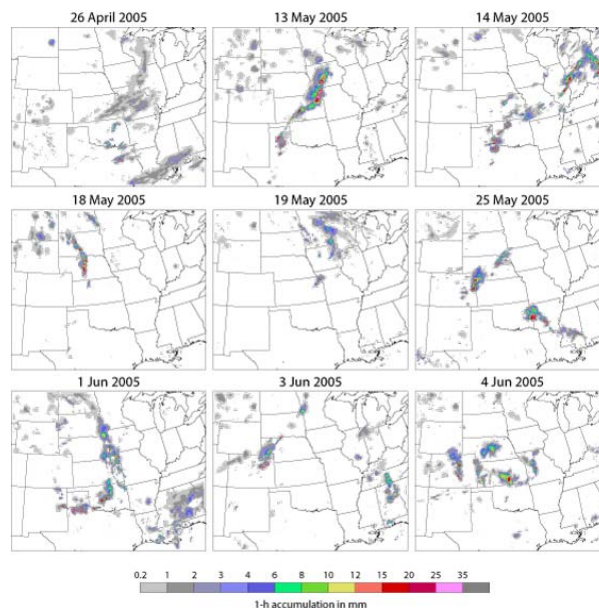 26 April 2005
13 May 2005
14 May 2005
18 May 2005
19 May 2005
25 May 2005
1 Jun 2005
3 Jun 2005
4 Jun 2005
0.2 1 2 3 4 6 8 10 12 15 20 25 35
1-h accumulation in mm